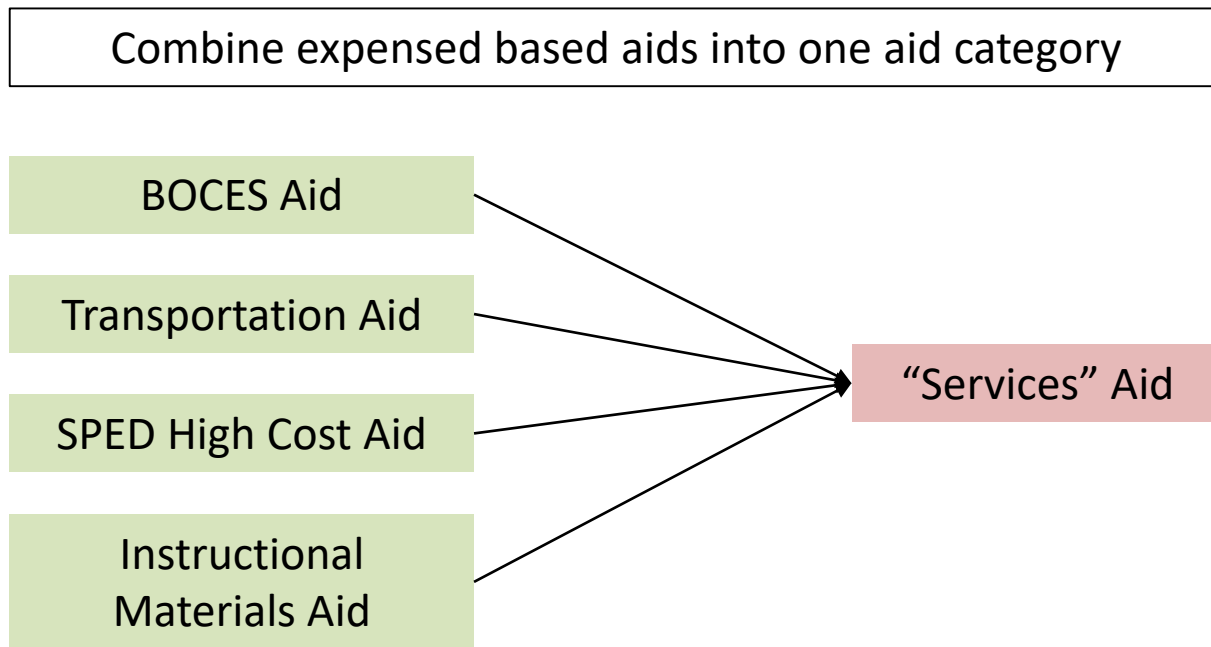 Combine expensed based aids into one aid category
BOCES Aid
Transportation Aid
“Services” Aid
SPED High Cost Aid
Instructional
Materials Aid